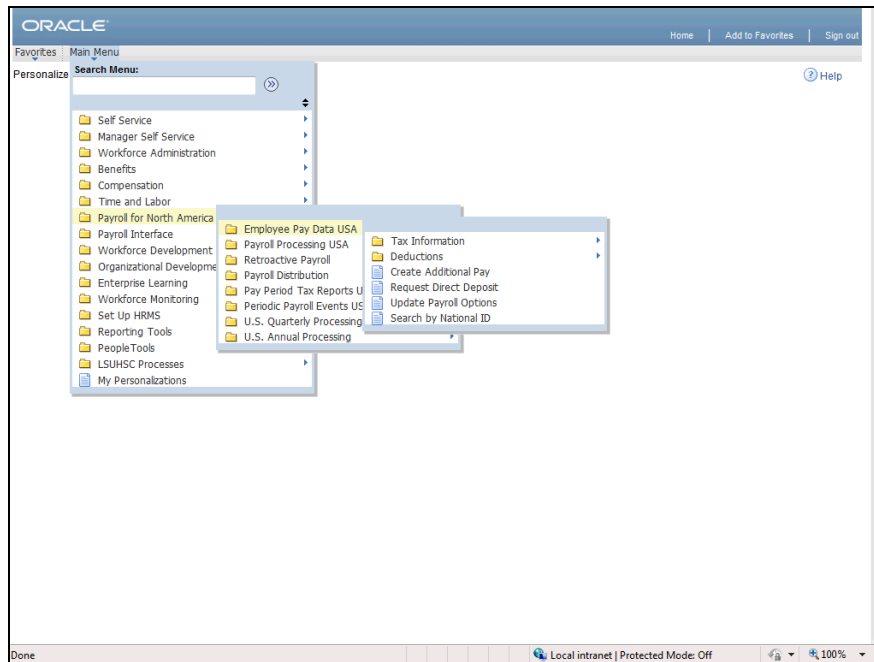 ORACLE
Home | Add to Favorites | Sign out
Favorites Main Menu
Personalize
Search Menu:
Help
Self Service
Manager Self Service
Workforce Administration
Benefits
Compensation
Time and Labor
Payroll for North America
Payroll Interface
Workforce Development
Organizational Developme
Enterprise Learning
Workforce Monitoring
Set Up HRMS
Reporting Tools
PeopleTools
LSUHSC Processes
My Personalizations
Employee Pay Data USA
Payroll Processing USA
Retroactive Payroll
Payroll Distribution
Pay Period Tax Reports U
Periodic Payroll Events US
U.S. Quarterly Processing
U.S. Annual Processing
Tax Information
Deductions
Create Additional Pay
Request Direct Deposit
Update Payroll Options
Search by National ID
Done
Local intranet | Protected Mode: Off
100%